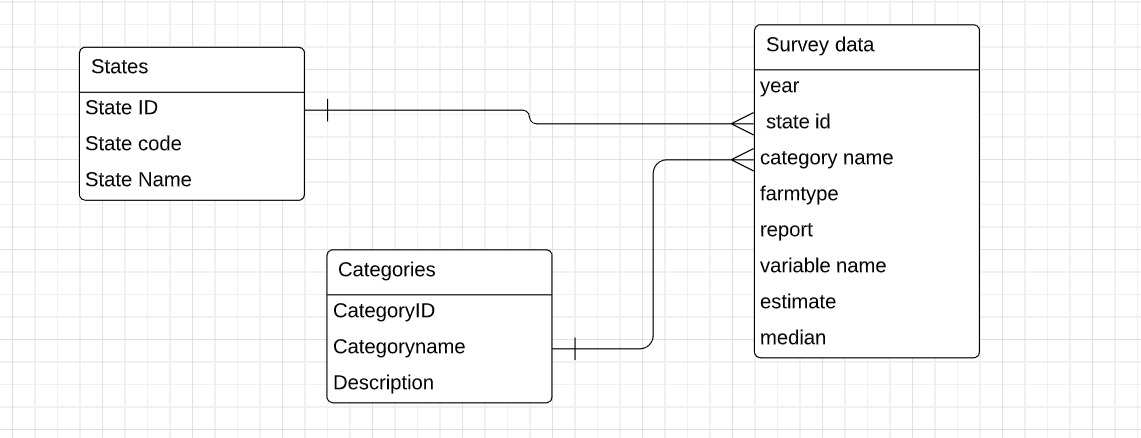 States
State ID
State code
State Name
Categories
CategoryID
Categoryname
Description
Survey data
year
state id
category name
farmtype
report
variable name
estimate
median